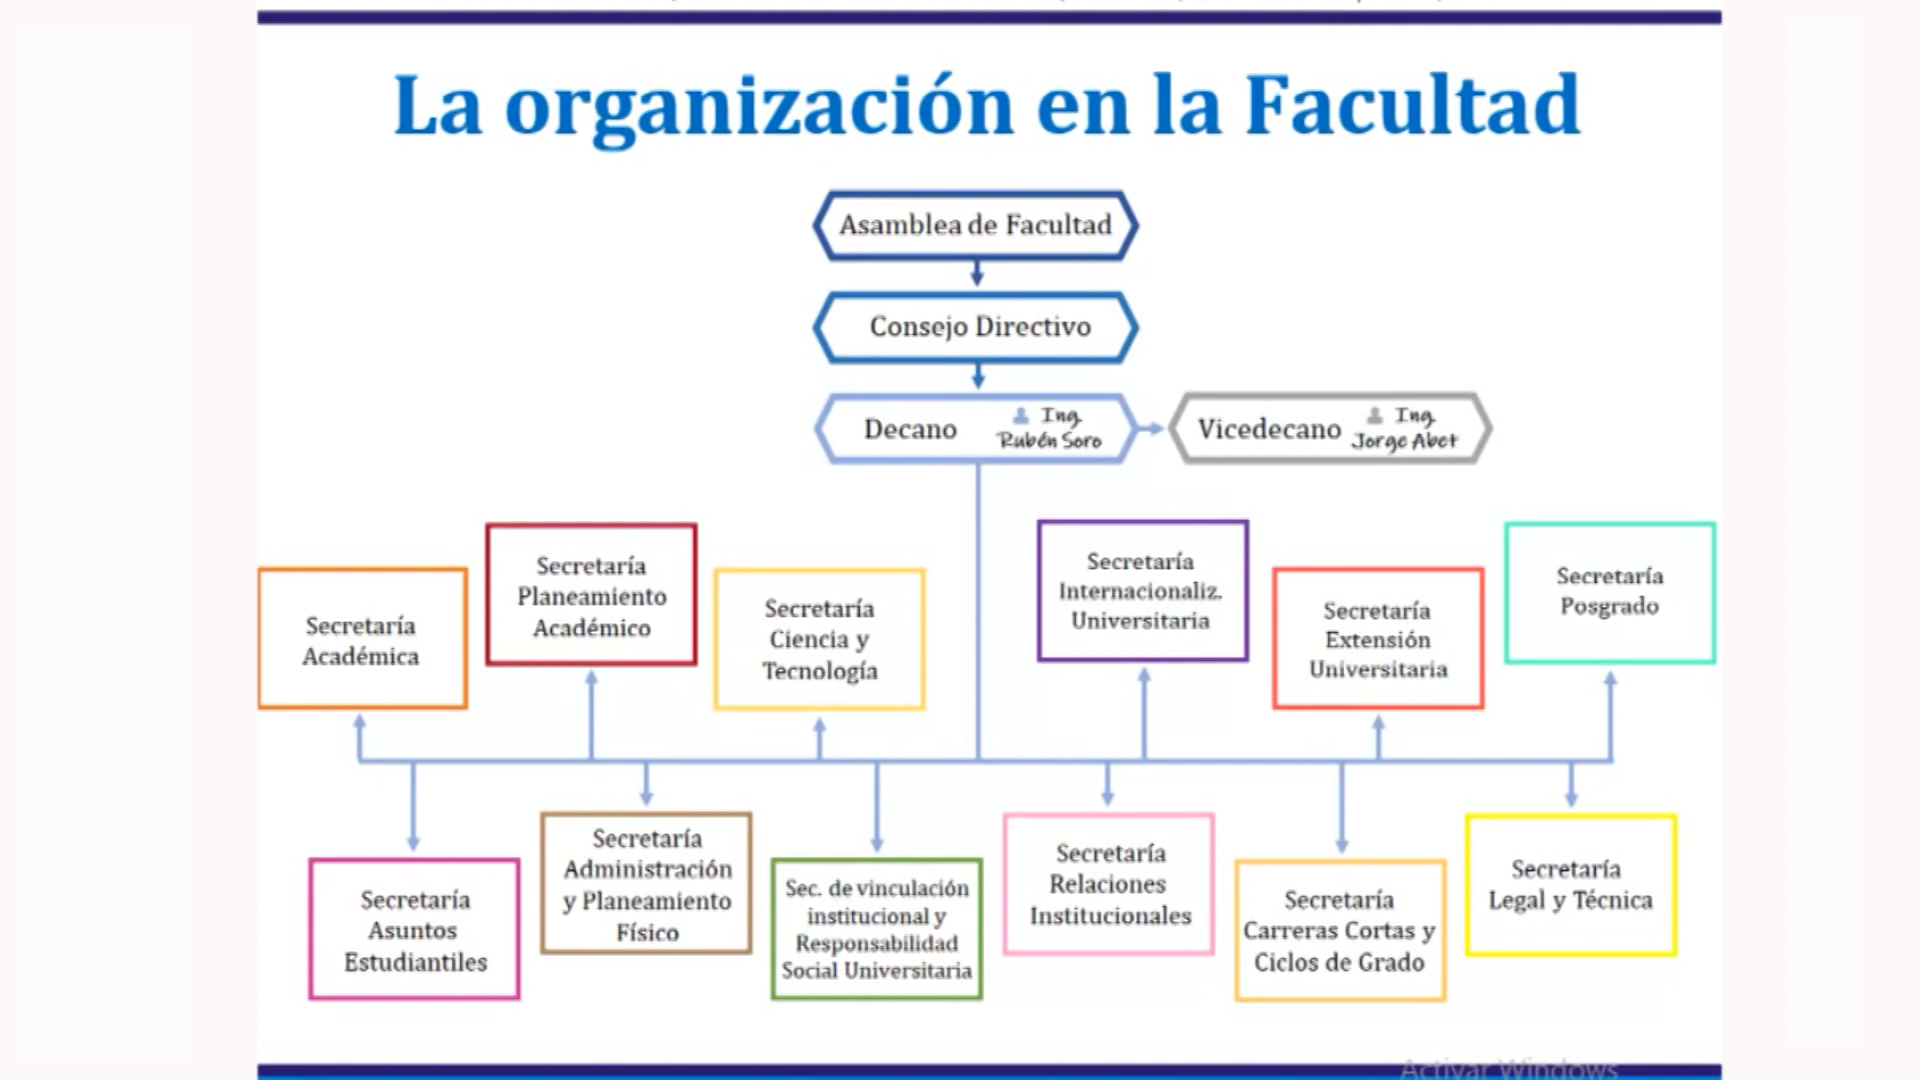 La organización en la Facultad
Asamblea de Facultad
Consejo Directivo
Decano
Ing.
Rubén Soro
Vicedecano
Ing.
Jorge Abet
Secretaría
Académica
Secretaría
Planeamiento
Académico
Secretaría
Ciencia y
Tecnología
Secretaría
Internacionaliz.
Universitaria
Secretaría
Extensión
Universitaria
Secretaría
Posgrado
Secretaría
Asuntos
Estudiantiles
Secretaría
Administración
y Planeamiento
Físico
Sec. de vinculación
institucional y
Responsabilidad
Social Universitaria
Secretaría
Relaciones
Institucionales
Secretaría
Carreras Cortas y
Ciclos de Grado
Secretaría
Legal y Técnica
Activar Windows